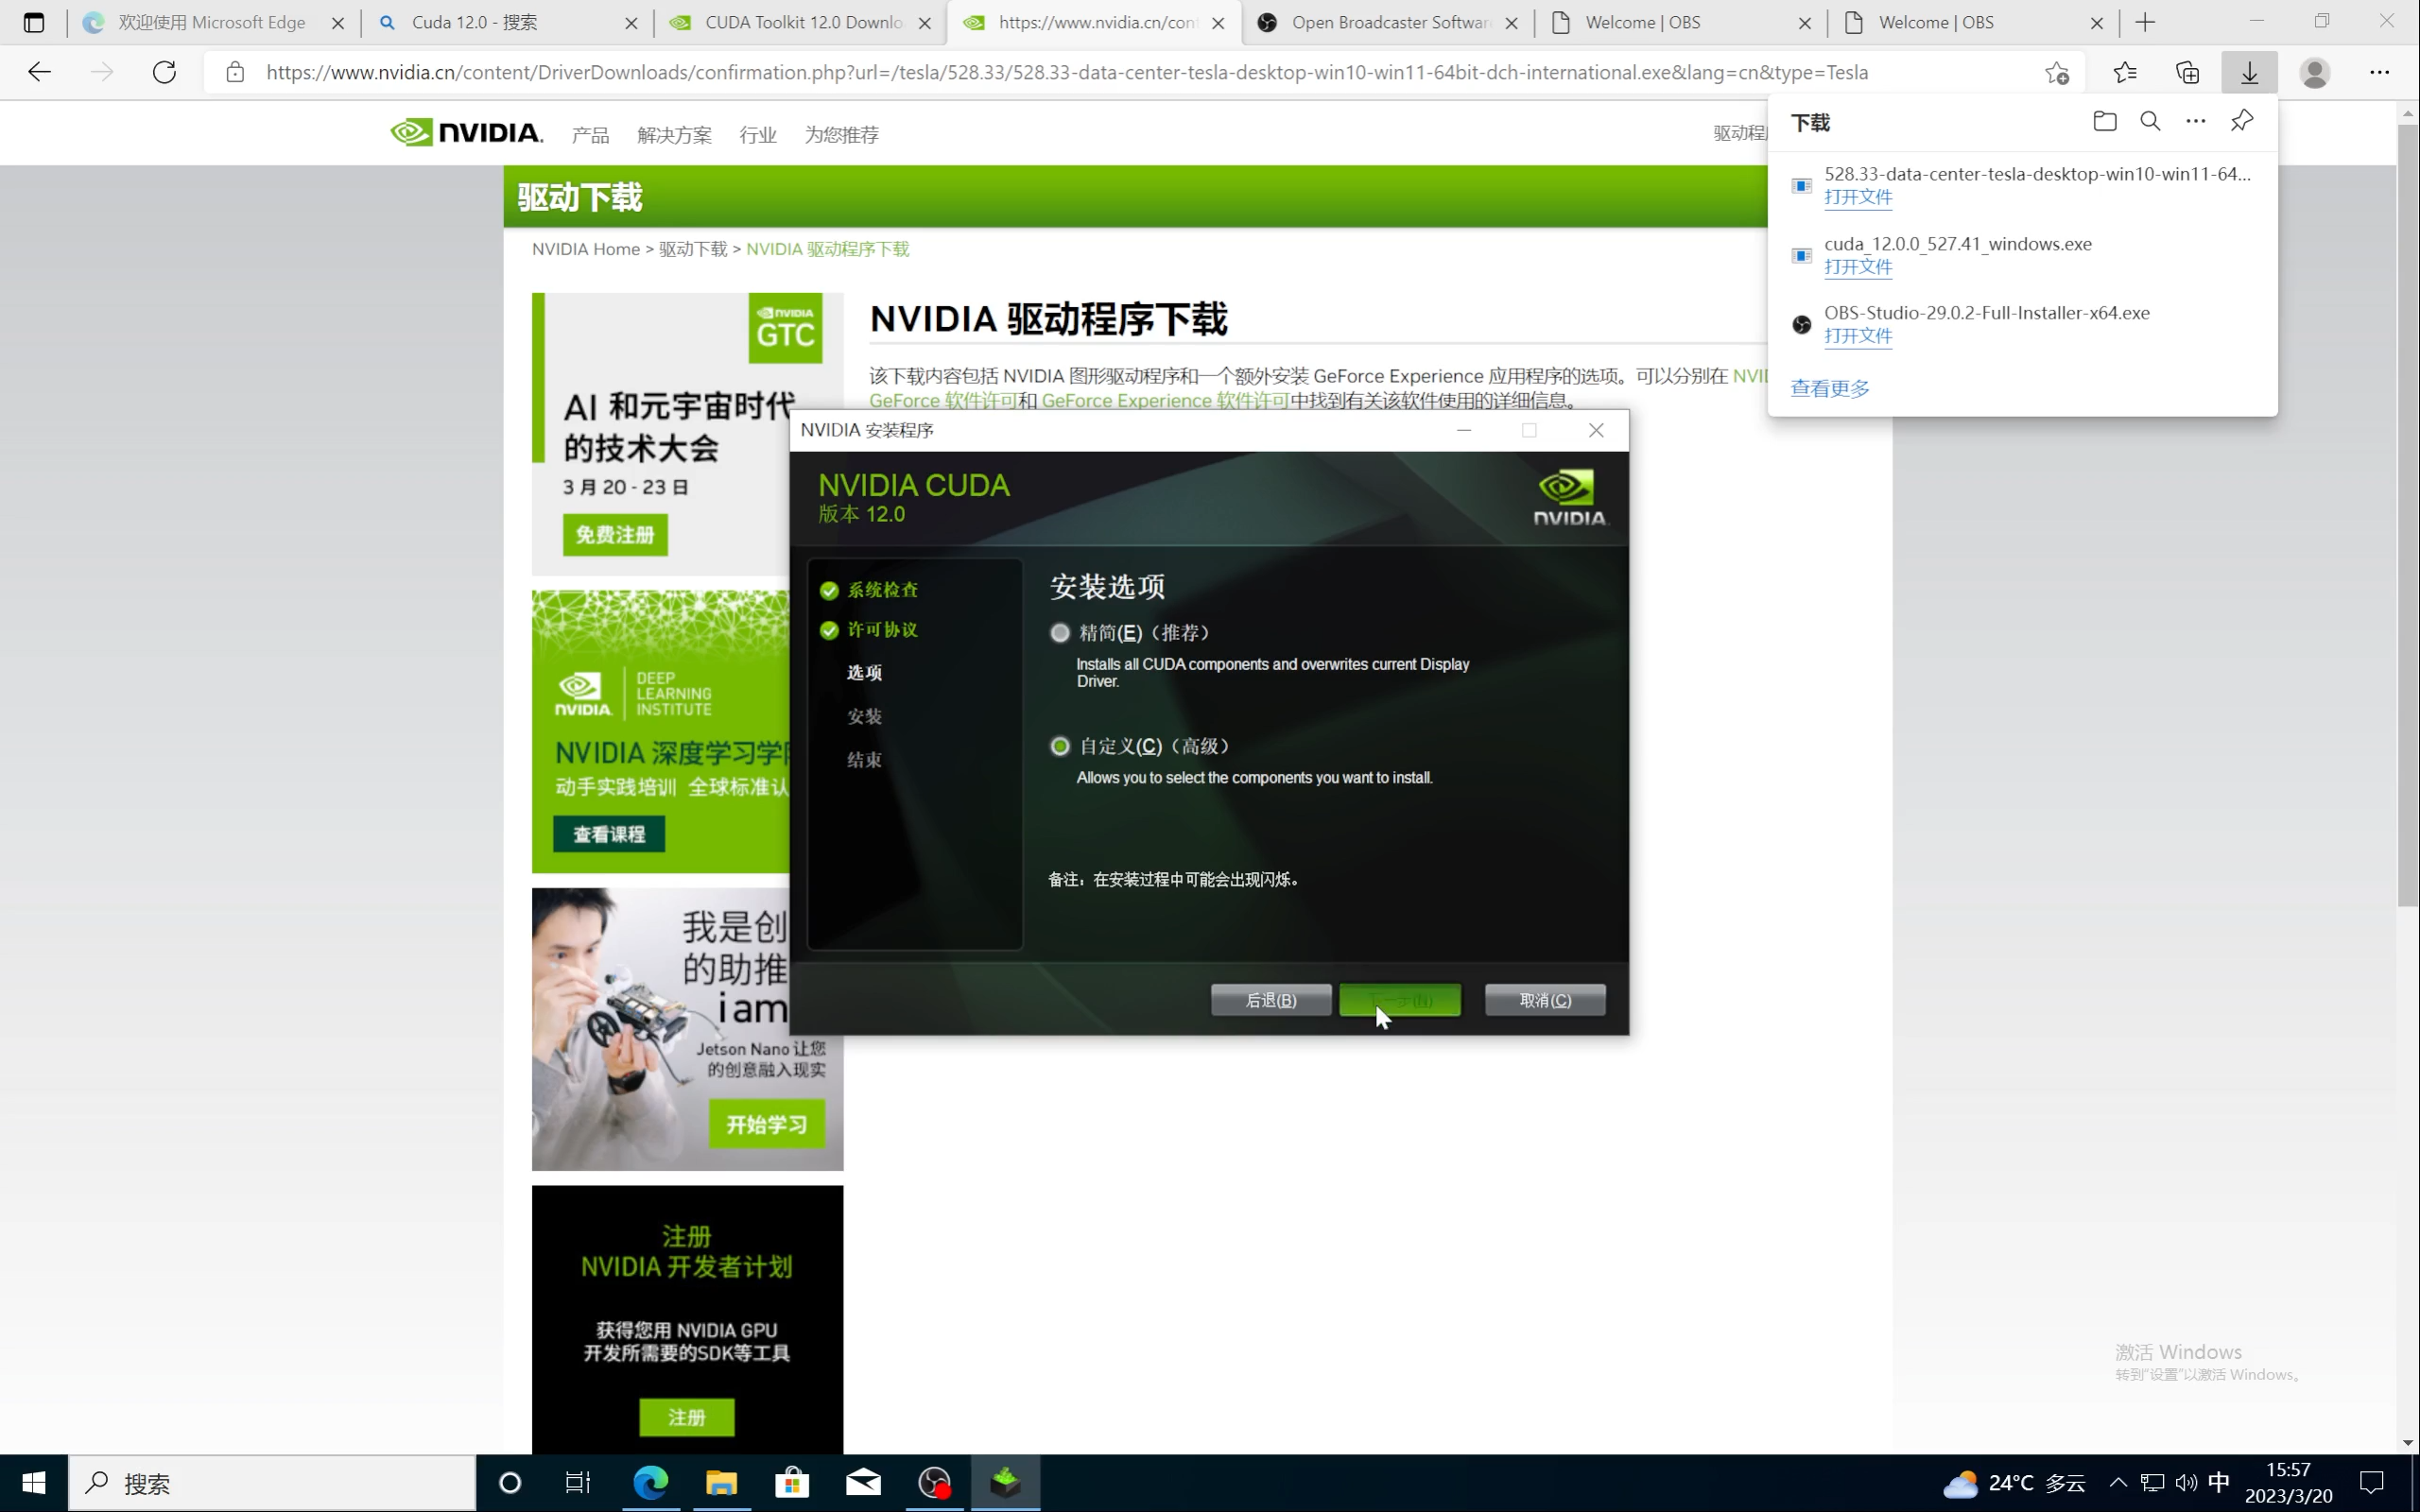 欢迎使用 Microsoft Edge
Cuda 12.0 - 搜索
CUDA Toolkit 12.0 Downlo
https://www.nvidia.cn/cont
Open Broadcaster Softwar
Welcome | OBS
Welcome | OBS
https://www.nvidia.cn/content/DriverDownloads/confirmation.php?url=/tesla/528.33/528.33-data-center-tesla-desktop-win10-win11-64bit-dch-international.exe&lang=cn&type=Tesla
nVIDIA.
产品
解决方案
行业
为您推荐
驱动程
下载
528.33-data-center-tesla-desktop-win10-win11-64...
打开文件
cuda_12.0.0_527.41_windows.exe
打开文件
OBS-Studio-29.0.2-Full-Installer-x64.exe
打开文件
查看更多
驱动下载
NVIDIA Home > 驱动下载 > NVIDIA 驱动程序下载
NVIDIA 驱动程序下载
该下载内容包括 NVIDIA 图形驱动程序和一个额外安装 GeForce Experience 应用程序的选项。可以分别在 NVI
GeForce 软件许可和 GeForce Experience 软件许可中找到有关该软件使用的详细信息。
nVIDIA
GTC
AI 和元宇宙时代
的技术大会
3 月 20 - 23 日
免费注册
nVIDIA.
DEEP
LEARNING
INSTITUTE
NVIDIA 深度学习学
动手实践培训 全球标准认
查看课程
我是创
的助推
i am
Jetson Nano 让您
的创意融入现实
开始学习
注册
NVIDIA 开发者计划
获得您用 NVIDIA GPU
开发所需要的SDK等工具
注册
NVIDIA 安装程序
NVIDIA CUDA
版本 12.0
nVIDIA.
系统检查
许可协议
选项
安装
结束
安装选项
精简(E)（推荐）
Installs all CUDA components and overwrites current Display
Driver.
自定义(C)（高级）
Allows you to select the components you want to install.
备注：在安装过程中可能会出现闪烁。
后退(B)
下一步(N)
取消(C)
激活 Windows
转到"设置"以激活 Windows。
搜索
24°C 多云
中
15:57
2023/3/20